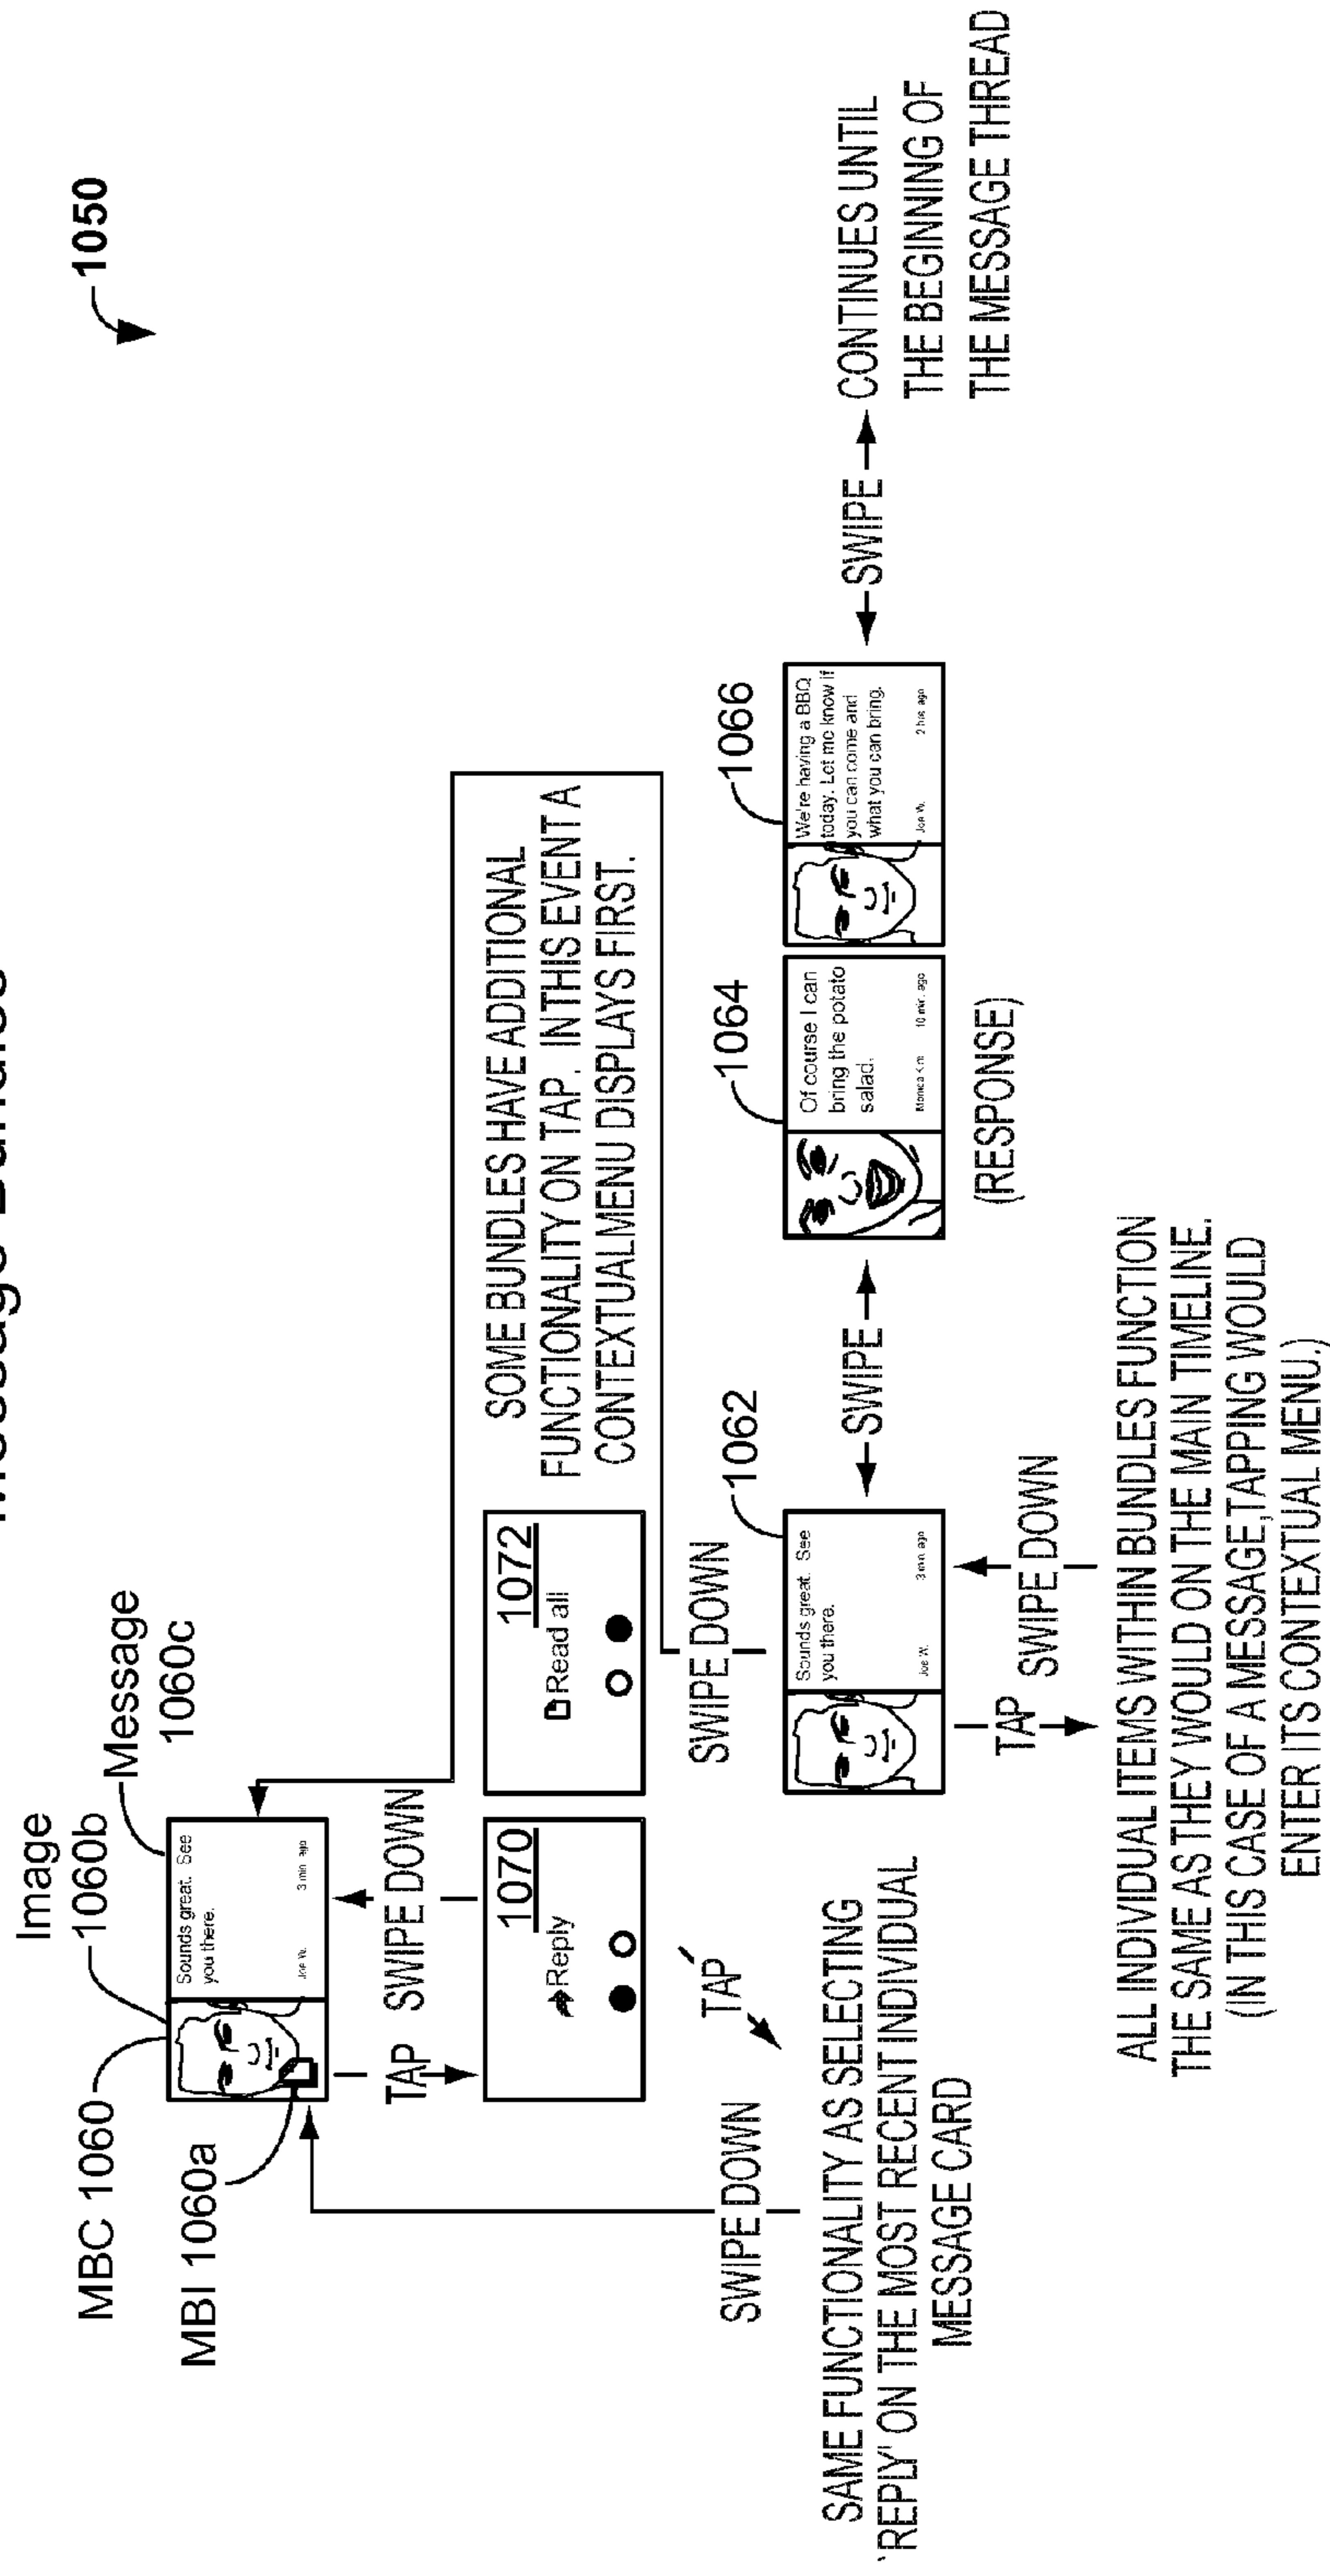 Message Bundles
1050
Image
1060b
Message
1060c
MBC 1060
MBI 1060a
Sounds great. See
you there.
Joe W. 3 min ago
TAP
SWIPE DOWN
1070
Reply
1072
Read all
SOME BUNDLES HAVE ADDITIONAL
FUNCTIONALITY ON TAP. IN THIS EVENT A
CONTEXTUAL MENU DISPLAYS FIRST.
TAP
SWIPE DOWN
SAME FUNCTIONALITY AS SELECTING
'REPLY' ON THE MOST RECENT INDIVIDUAL
MESSAGE CARD
SWIPE DOWN
1062
Sounds great. See
you there.
Joe W. 3 min ago
SWIPE
1064
Of course I can
bring the potato
salad.
Monica Kim 10 min. ago
(RESPONSE)
1066
We're having a BBQ
today. Let me know if
you can come and
what you can bring.
Joe W. 2 hrs ago
SWIPE
CONTINUES UNTIL
THE BEGINNING OF
THE MESSAGE THREAD
TAP
SWIPE DOWN
ALL INDIVIDUAL ITEMS WITHIN BUNDLES FUNCTION
THE SAME AS THEY WOULD ON THE MAIN TIMELINE.
(IN THIS CASE OF A MESSAGE, TAPPING WOULD
ENTER ITS CONTEXTUAL MENU.)